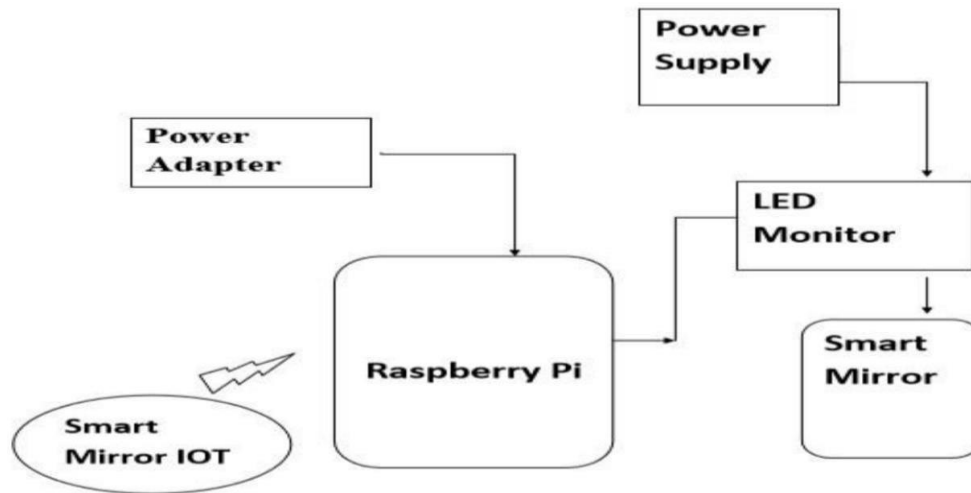 Power
Supply
Power
Adapter
LED
Monitor
Raspberry Pi
Smart
Mirror
Smart
Mirror IOT